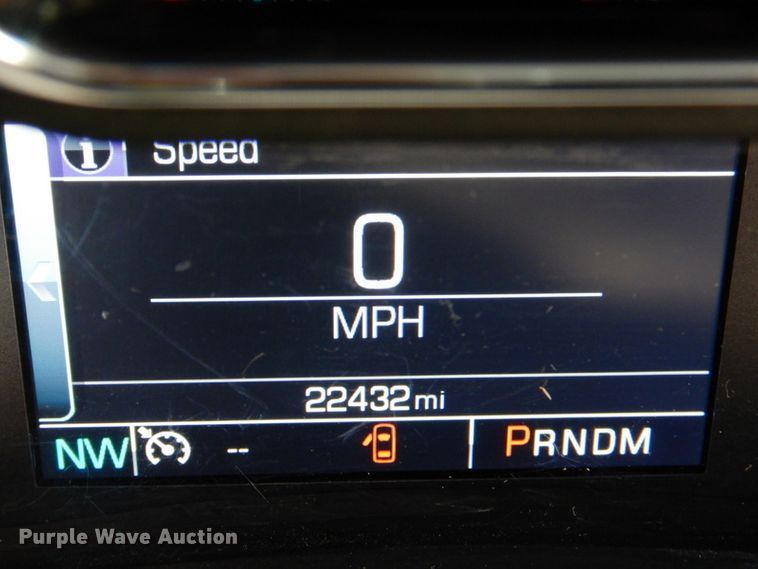 i Speed
0
MPH
22432 mi
NW -- PRNDM
Purple Wave Auction